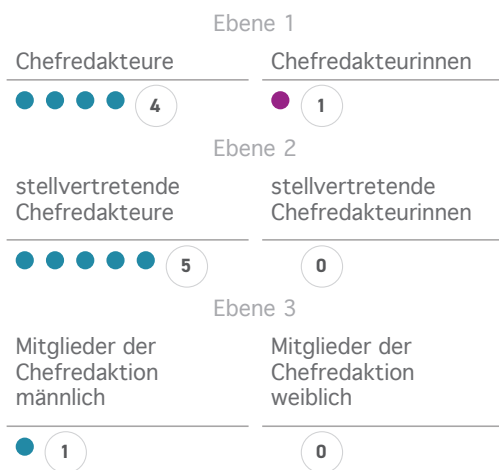 Ebene 1
Chefredakteure
Chefredakteurinnen
4
1
Ebene 2
stellvertretende
Chefredakteure
stellvertretende
Chefredakteurinnen
5
0
Ebene 3
Mitglieder der
Chefredaktion
männlich
Mitglieder der
Chefredaktion
weiblich
1
0